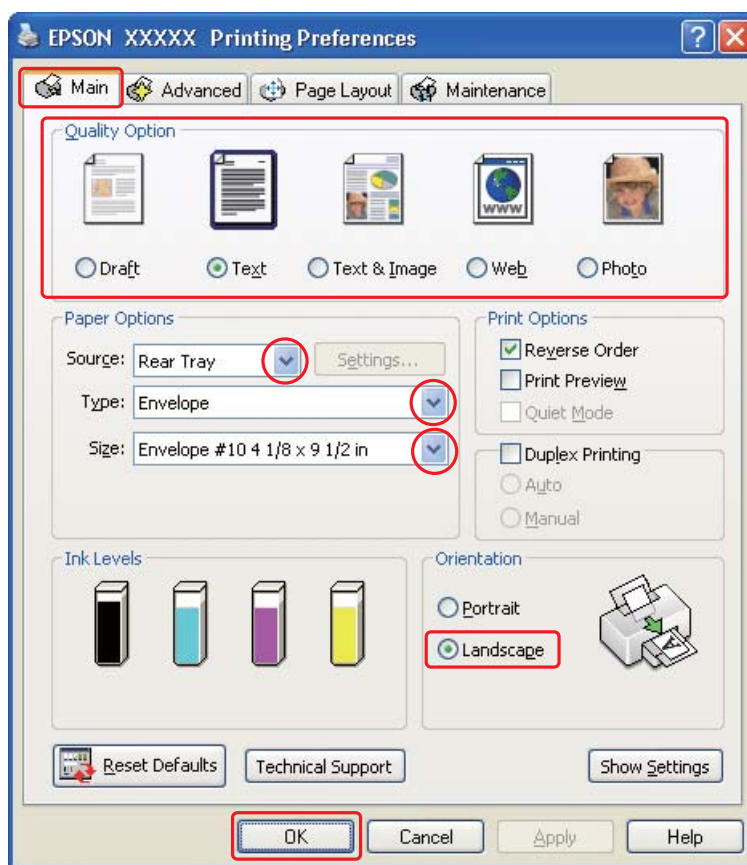 EPSON XXXXX Printing Preferences
Main Advanced Page Layout Maintenance
Quality Option
WWW
Draft Text Text & Image Web Photo
Paper Options
Source: Rear Tray Settings...
Type: Envelope
Size: Envelope #10 4 1/8 x 9 1/2 in
Print Options
Reverse Order
Print Preview
Quiet Mode
Duplex Printing
Auto
Manual
Ink Levels
Orientation
Portrait
Landscape
A
Reset Defaults Technical Support Show Settings
OK Cancel Apply Help